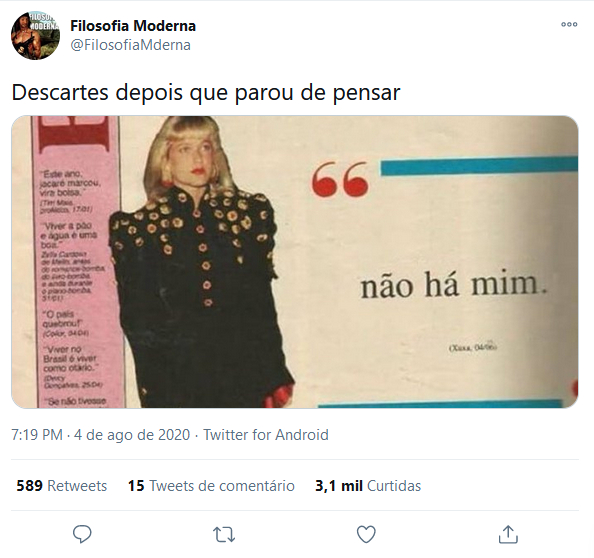 Filosofia Moderna
@FilosofiaMderna
Descartes depois que parou de pensar
"Este ano,
jacaré marcou,
vira bolsa."
(Tim Maia,
profético, 17/01)
"Viver a pão
e água é uma
boa."
Zélia Cardoso
de Mello, antes
do romance-bomba,
do livro-bomba
e ainda durante
o plano-bomba,
31/01)
"O país
quebrou!"
(Collor, 04/04)
"Viver no
Brasil é viver
como otário."
(Dercy
Gonçalves, 25/04)
"Se não tivesse
“
não há mim.
(Xuxa, 04/06)
7:19 PM · 4 de ago de 2020 · Twitter for Android
589 Retweets 15 Tweets de comentário 3,1 mil Curtidas